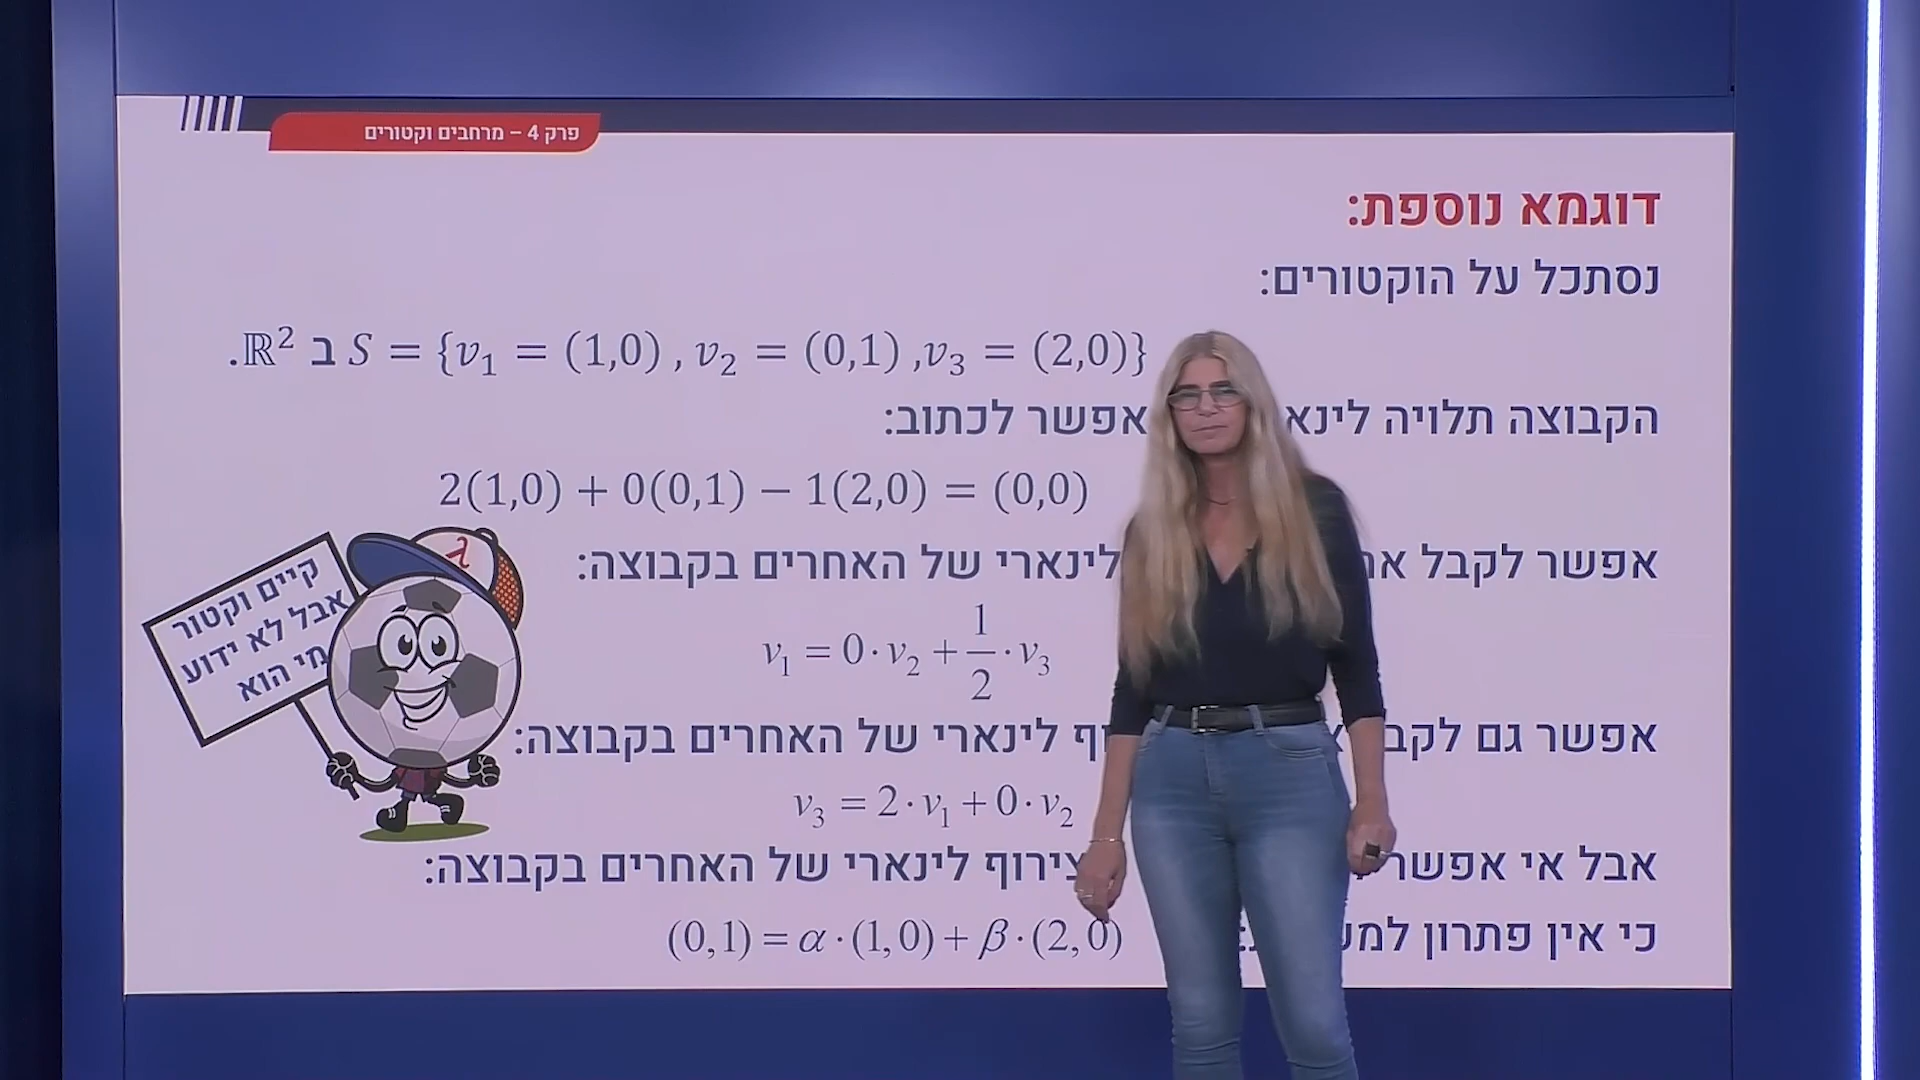 פרק 4 – מרחבים וקטורים
דוגמא נוספת:
נסתכל על הוקטורים:
S = {v₁ = (1,0) , v₂ = (0,1) ,v₃ = (2,0)} ב ℝ².
הקבוצה תלויה אפשר לכתוב:
2(1,0) + 0(0,1) − 1(2,0) = (0,0)
אפשר לקבל לינארי של האחרים בקבוצה:
v₁ = 0 · v₂ + 1/2 · v₃
אפשר גם לינארי של האחרים בקבוצה:
v₃ = 2 · v₁ + 0 · v₂
אבל אי אפשר צירוף לינארי של האחרים בקבוצה:
כי אין פתרון (0,1) = α · (1,0) + β · (2,0)
קיים וקטור
אבל לא ידוע
מי הוא
λ